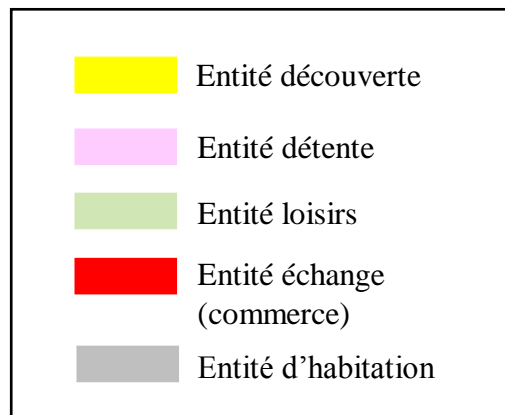 Entité découverte
Entité détente
Entité loisirs
Entité échange
(commerce)
Entité d’habitation